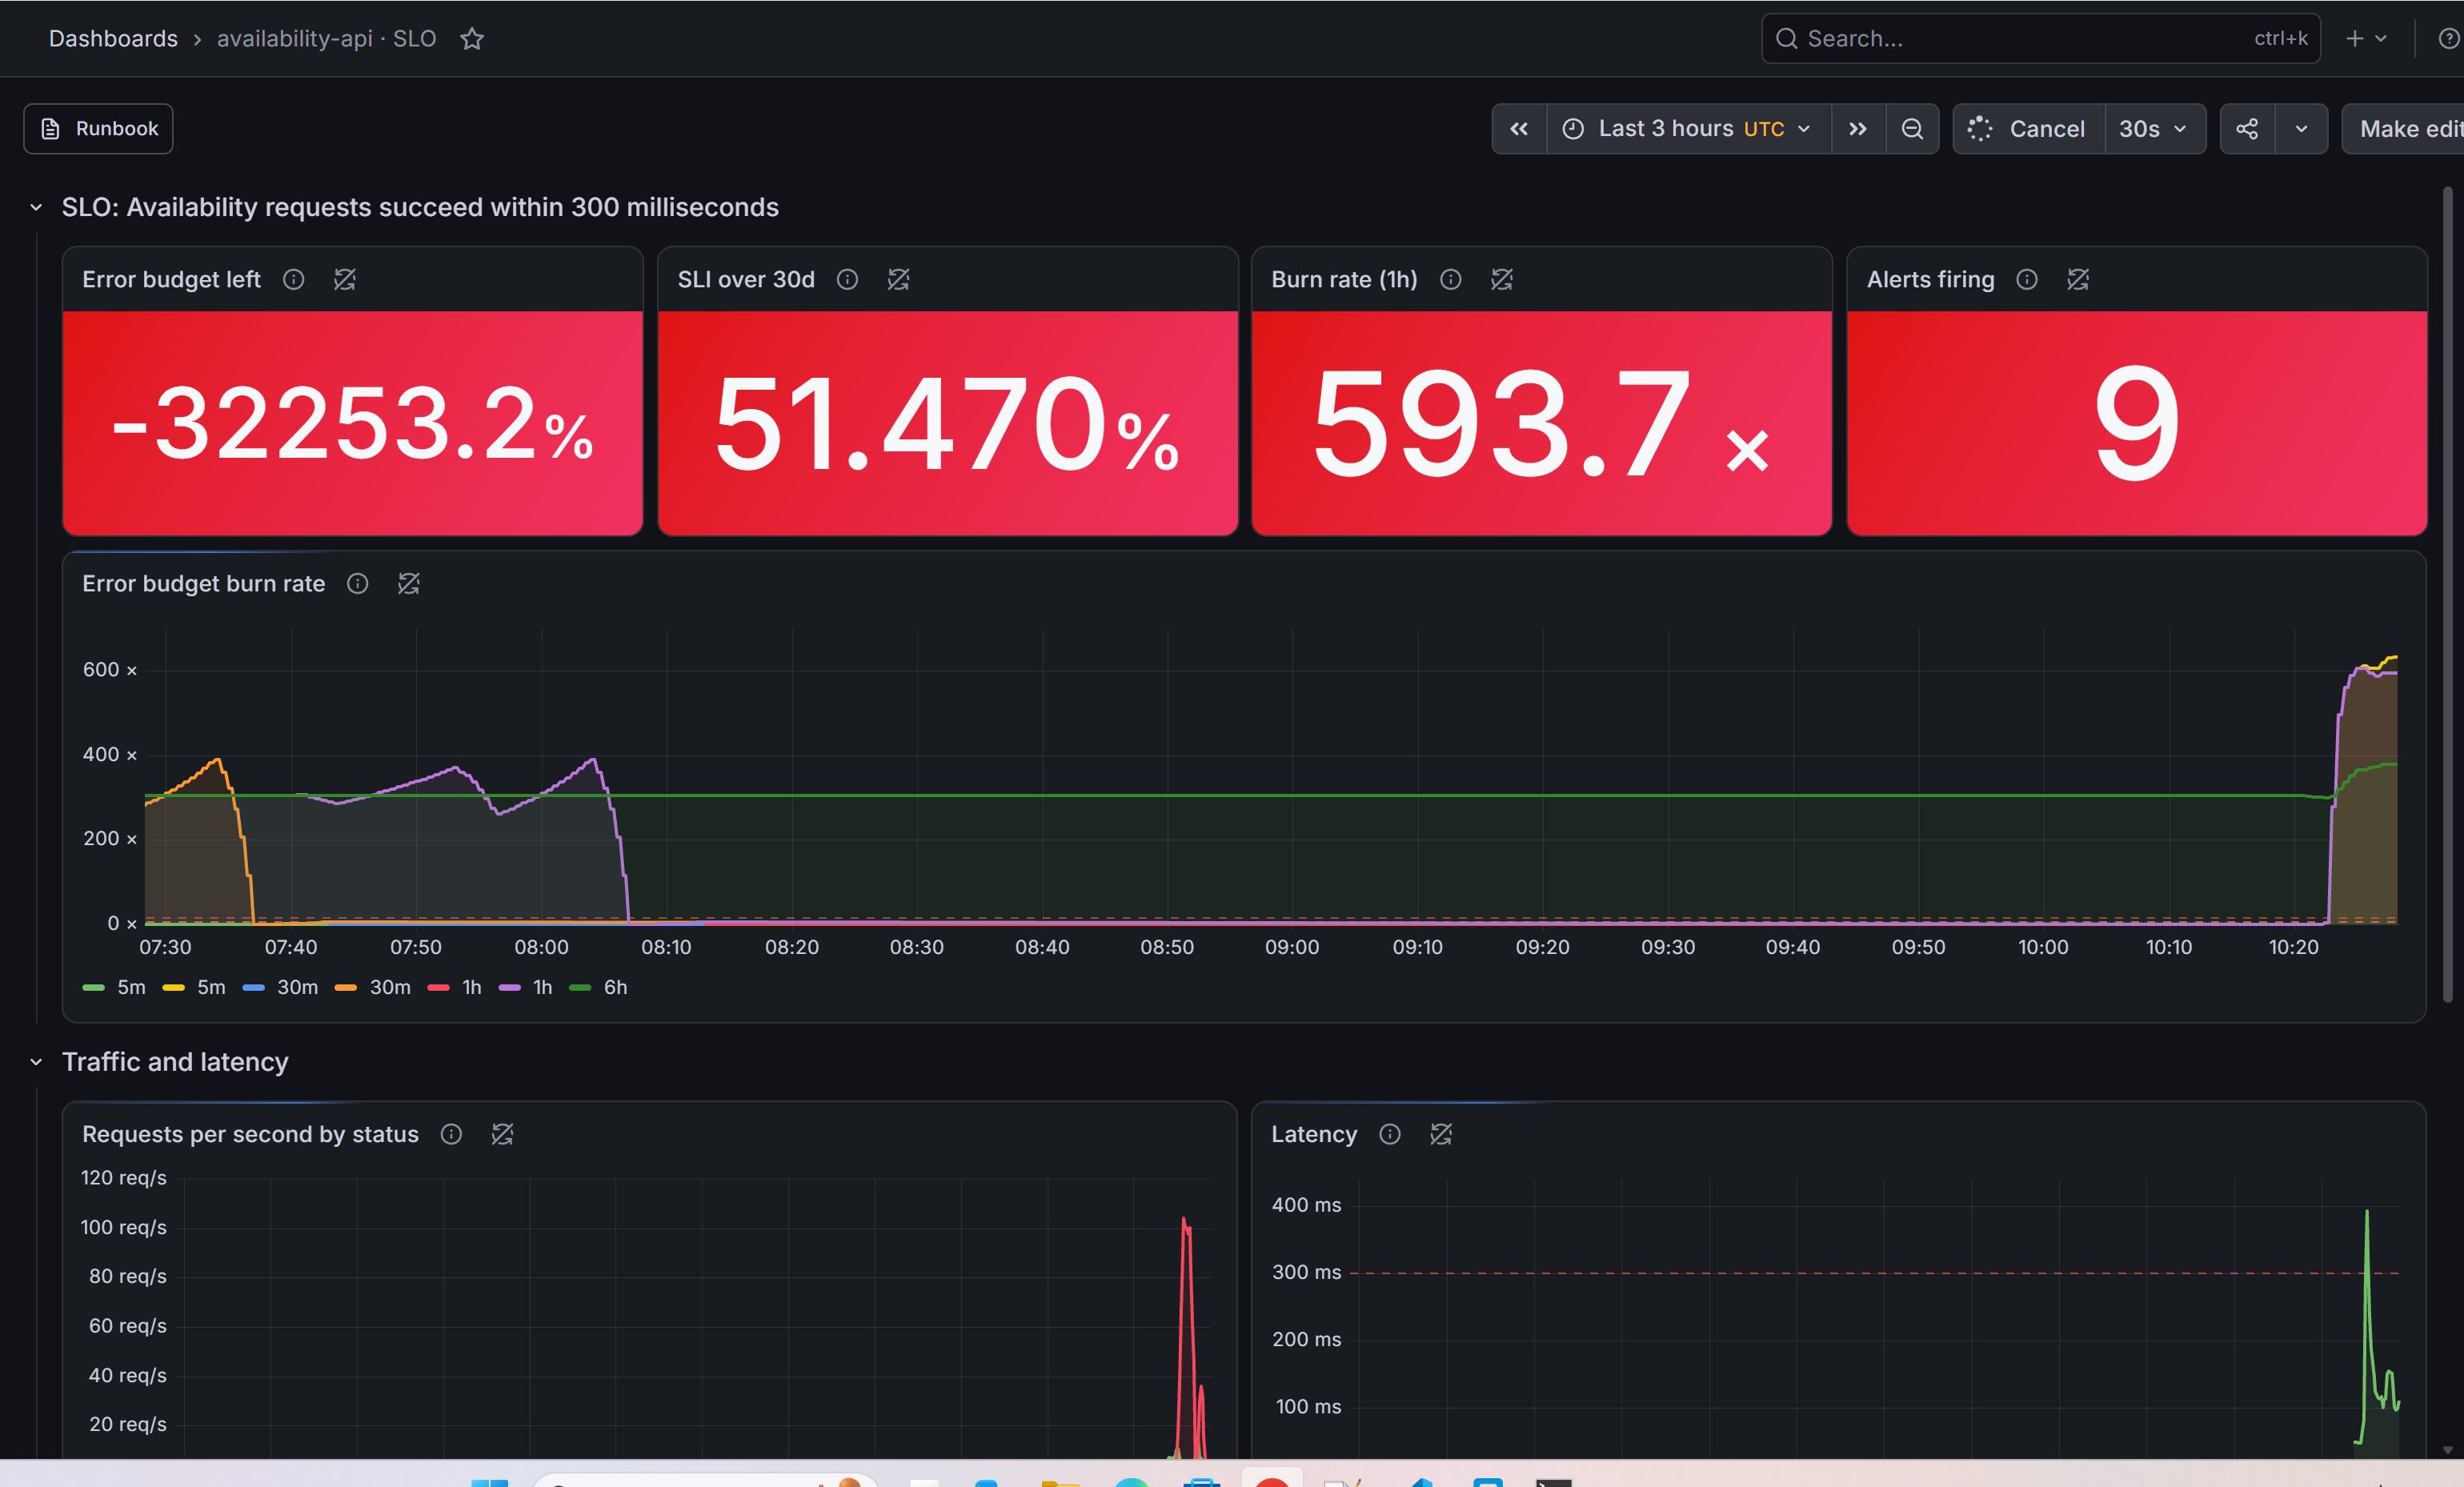 Dashboards › availability-api · SLO
Search...
ctrl+k
Runbook
Last 3 hours UTC
Cancel
30s
Make edit
SLO: Availability requests succeed within 300 milliseconds
Error budget left
-32253.2%
SLI over 30d
51.470%
Burn rate (1h)
593.7 ×
Alerts firing
9
Error budget burn rate
600 ×
400 ×
200 ×
0 ×
07:30 07:40 07:50 08:00 08:10 08:20 08:30 08:40 08:50 09:00 09:10 09:20 09:30 09:40 09:50 10:00 10:10 10:20
5m 5m 30m 30m 1h 1h 6h
Traffic and latency
Requests per second by status
120 req/s
100 req/s
80 req/s
60 req/s
40 req/s
20 req/s
Latency
400 ms
300 ms
200 ms
100 ms